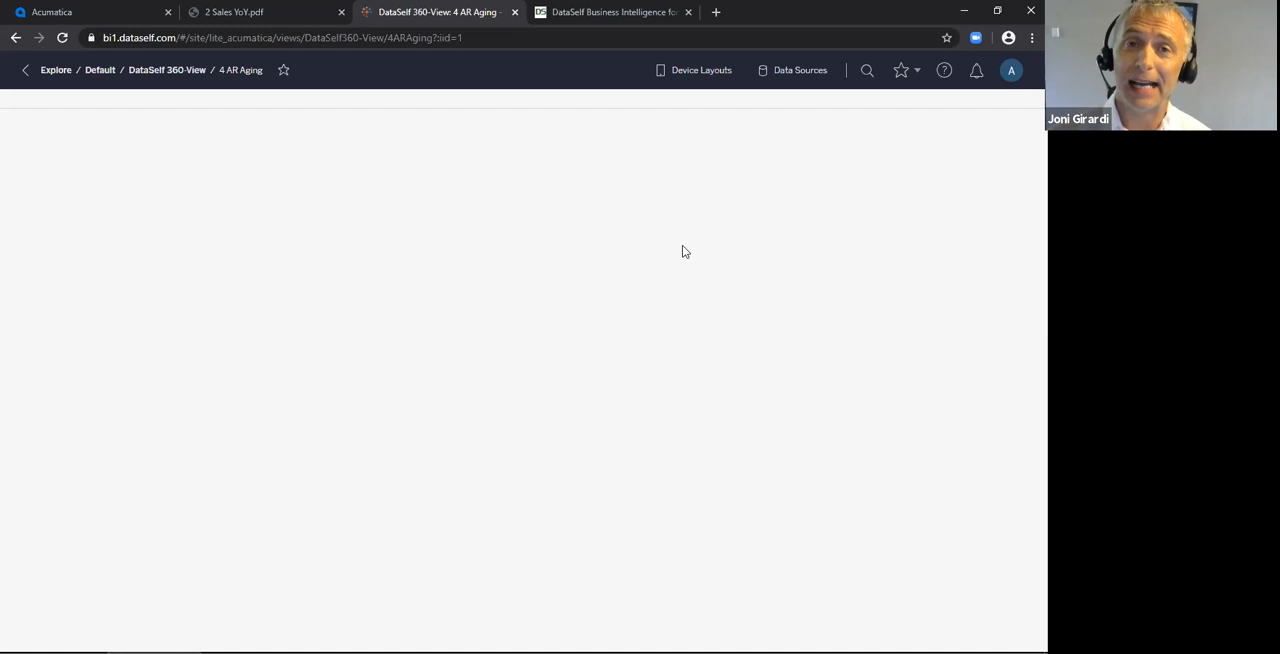 Acumatica
2 Sales YoY.pdf
DataSelf 360-View: 4 AR Aging -
DS DataSelf Business Intelligence for
bi1.dataself.com/#/site/lite_acumatica/views/DataSelf360-View/4ARAging?:iid=1
Explore / Default / DataSelf 360-View / 4 AR Aging
Device Layouts
Data Sources
A
Joni Girardi